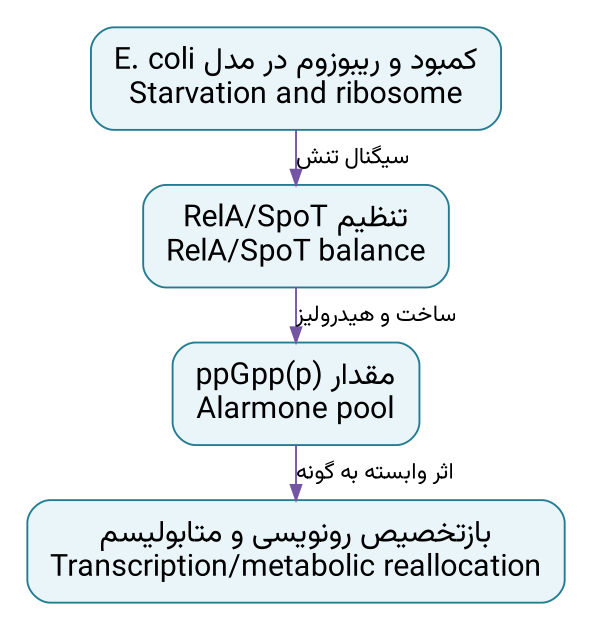 کمبود و ریبوزوم در مدل E. coli
Starvation and ribosome
سیگنال تنش
تنظیم RelA/SpoT
RelA/SpoT balance
ساخت و هیدرولیز
مقدار ppGpp(p)
Alarmone pool
اثر وابسته به گونه
بازتخصیص رونویسی و متابولیسم
Transcription/metabolic reallocation